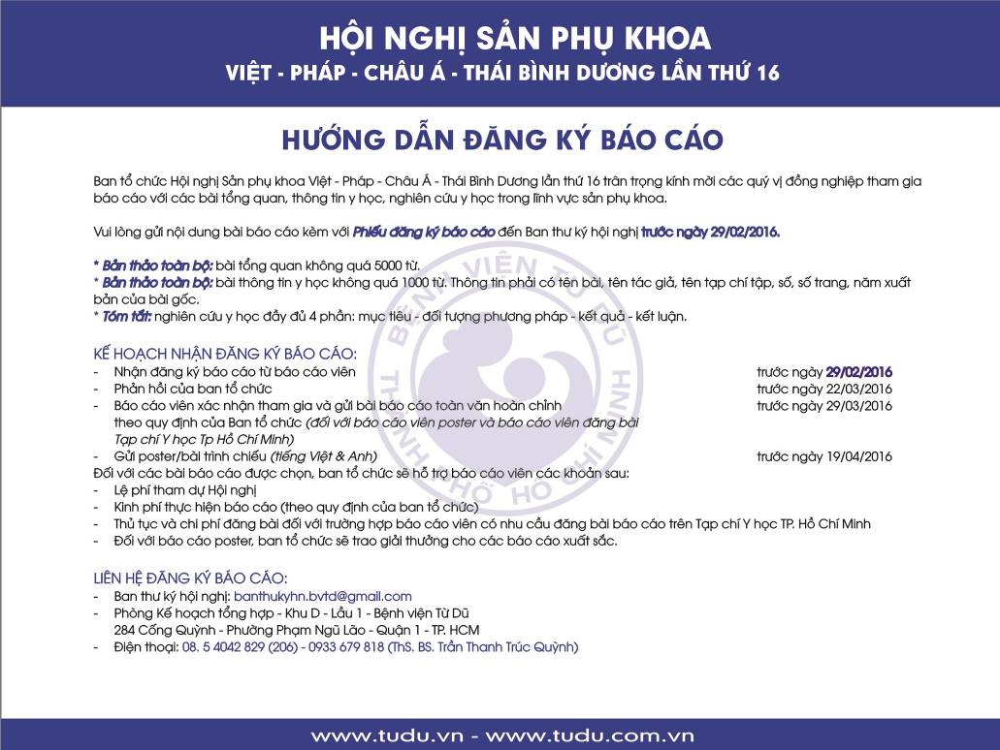 HỘI NGHỊ SẢN PHỤ KHOA
VIỆT - PHÁP - CHÂU Á - THÁI BÌNH DƯƠNG LẦN THỨ 16
HƯỚNG DẪN ĐĂNG KÝ BÁO CÁO
Ban tổ chức Hội nghị Sản phụ khoa Việt - Pháp - Châu Á - Thái Bình Dương lần thứ 16 trân trọng kính mời các quý vị đồng nghiệp tham gia
báo cáo với các bài tổng quan, thông tin y học, nghiên cứu y học trong lĩnh vực sản phụ khoa.
Vui lòng gửi nội dung bài báo cáo kèm với Phiếu đăng ký báo cáo đến Ban thư ký hội nghị trước ngày 29/02/2016.
* Bản thảo toàn bộ: bài tổng quan không quá 5000 từ.
* Bản thảo toàn bộ: bài thông tin y học không quá 1000 từ. Thông tin phải có tên bài, tên tác giả, tên tạp chí tập, số, số trang, năm xuất
bản của bài gốc.
* Tóm tắt: nghiên cứu y học đầy đủ 4 phần: mục tiêu - đối tượng phương pháp - kết quả - kết luận.
BỆNH VIỆN TỪ DŨ
THÀNH PHỐ HỒ CHÍ MINH
KẾ HOẠCH NHẬN ĐĂNG KÝ BÁO CÁO:
- Nhận đăng ký báo cáo từ báo cáo viên trước ngày 29/02/2016
- Phản hồi của ban tổ chức trước ngày 22/03/2016
- Báo cáo viên xác nhận tham gia và gửi bài báo cáo toàn văn hoàn chỉnh trước ngày 29/03/2016
theo quy định của Ban tổ chức (đối với báo cáo viên poster và báo cáo viên đăng bài
Tạp chí Y học Tp Hồ Chí Minh)
- Gửi poster/bài trình chiếu (tiếng Việt & Anh) trước ngày 19/04/2016
Đối với các bài báo cáo được chọn, ban tổ chức sẽ hỗ trợ báo cáo viên các khoản sau:
- Lệ phí tham dự Hội nghị
- Kinh phí thực hiện báo cáo (theo quy định của ban tổ chức)
- Thủ tục và chi phí đăng bài đối với trường hợp báo cáo viên có nhu cầu đăng bài báo cáo trên Tạp chí Y học TP. Hồ Chí Minh
- Đối với báo cáo poster, ban tổ chức sẽ trao giải thưởng cho các báo cáo xuất sắc.
LIÊN HỆ ĐĂNG KÝ BÁO CÁO:
- Ban thư ký hội nghị: banthukyhn.bvtd@gmail.com
- Phòng Kế hoạch tổng hợp - Khu D - Lầu 1 - Bệnh viện Từ Dũ
284 Cống Quỳnh - Phường Phạm Ngũ Lão - Quận 1 - TP. HCM
- Điện thoại: 08. 5 4042 829 (206) - 0933 679 818 (ThS. BS. Trần Thanh Trúc Quỳnh)
www.tudu.vn - www.tudu.com.vn